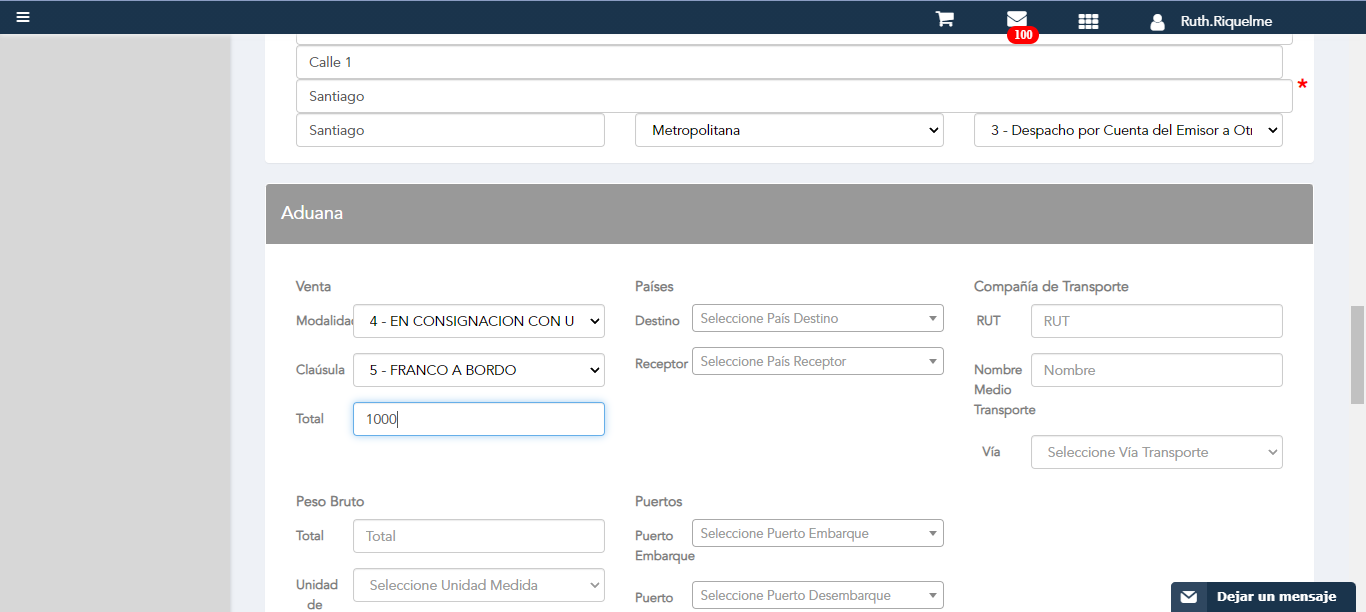 Ruth.Riquelme
100
Calle 1
Santiago
*
Santiago
Metropolitana
3 - Despacho por Cuenta del Emisor a Otr
Aduana
Venta
Modalidad
4 - EN CONSIGNACION CON U
Claúsula
5 - FRANCO A BORDO
Total
1000
Países
Destino
Seleccione País Destino
Receptor
Seleccione País Receptor
Compañía de Transporte
RUT
RUT
Nombre
Medio
Transporte
Nombre
Vía
Seleccione Vía Transporte
Peso Bruto
Total
Total
Unidad
de
Seleccione Unidad Medida
Puertos
Puerto
Embarque
Seleccione Puerto Embarque
Puerto
Seleccione Puerto Desembarque
Dejar un mensaje